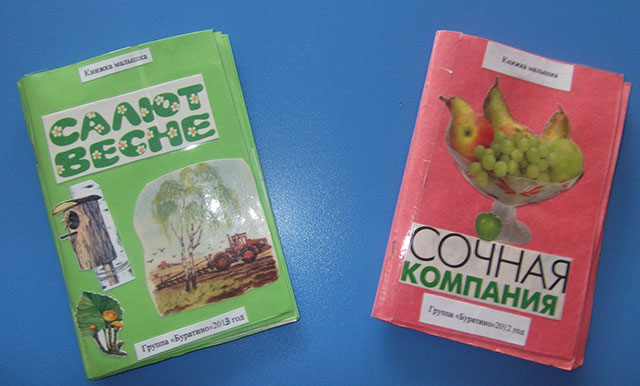 Книжка малышка
САЛЮТ
ВЕСНЕ
Группа «Буратино»2013 год
Книжка малышка
СОЧНАЯ
КОМПАНИЯ
Группа «Буратино»2012 год